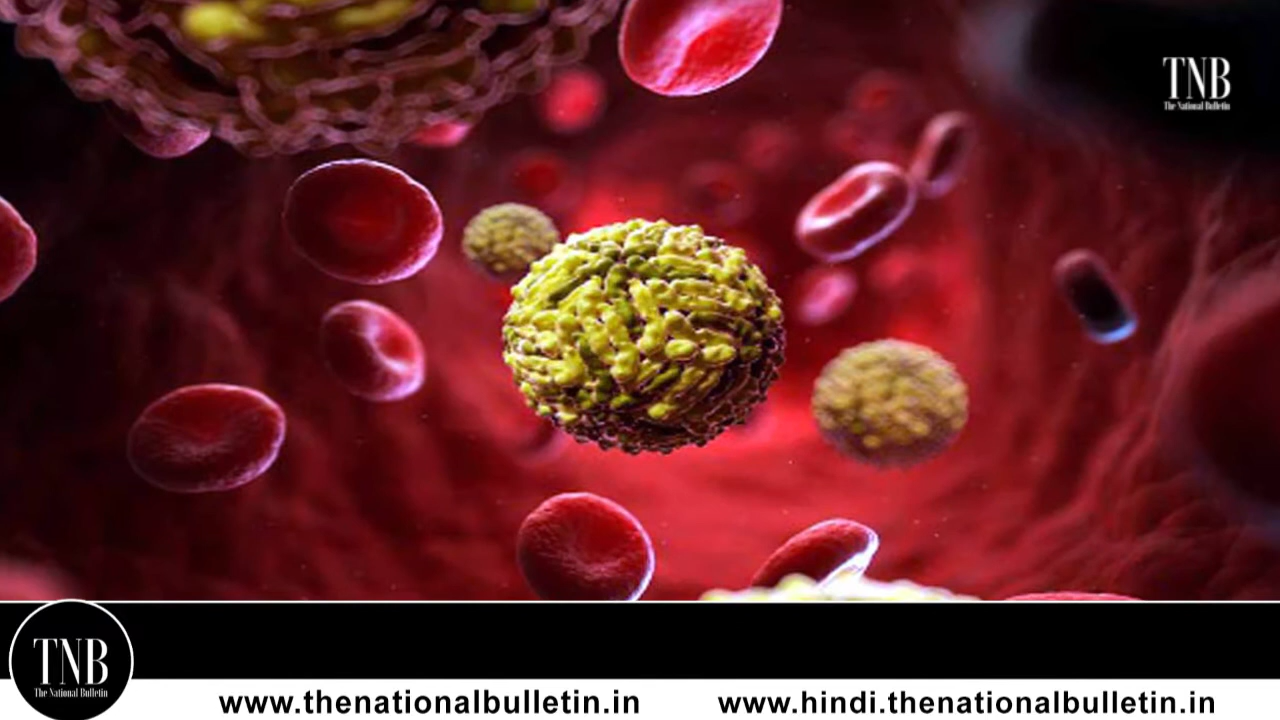 TNB
The National Bulletin
TNB
The National Bulletin
www.thenationalbulletin.in
www.hindi.thenationalbulletin.in